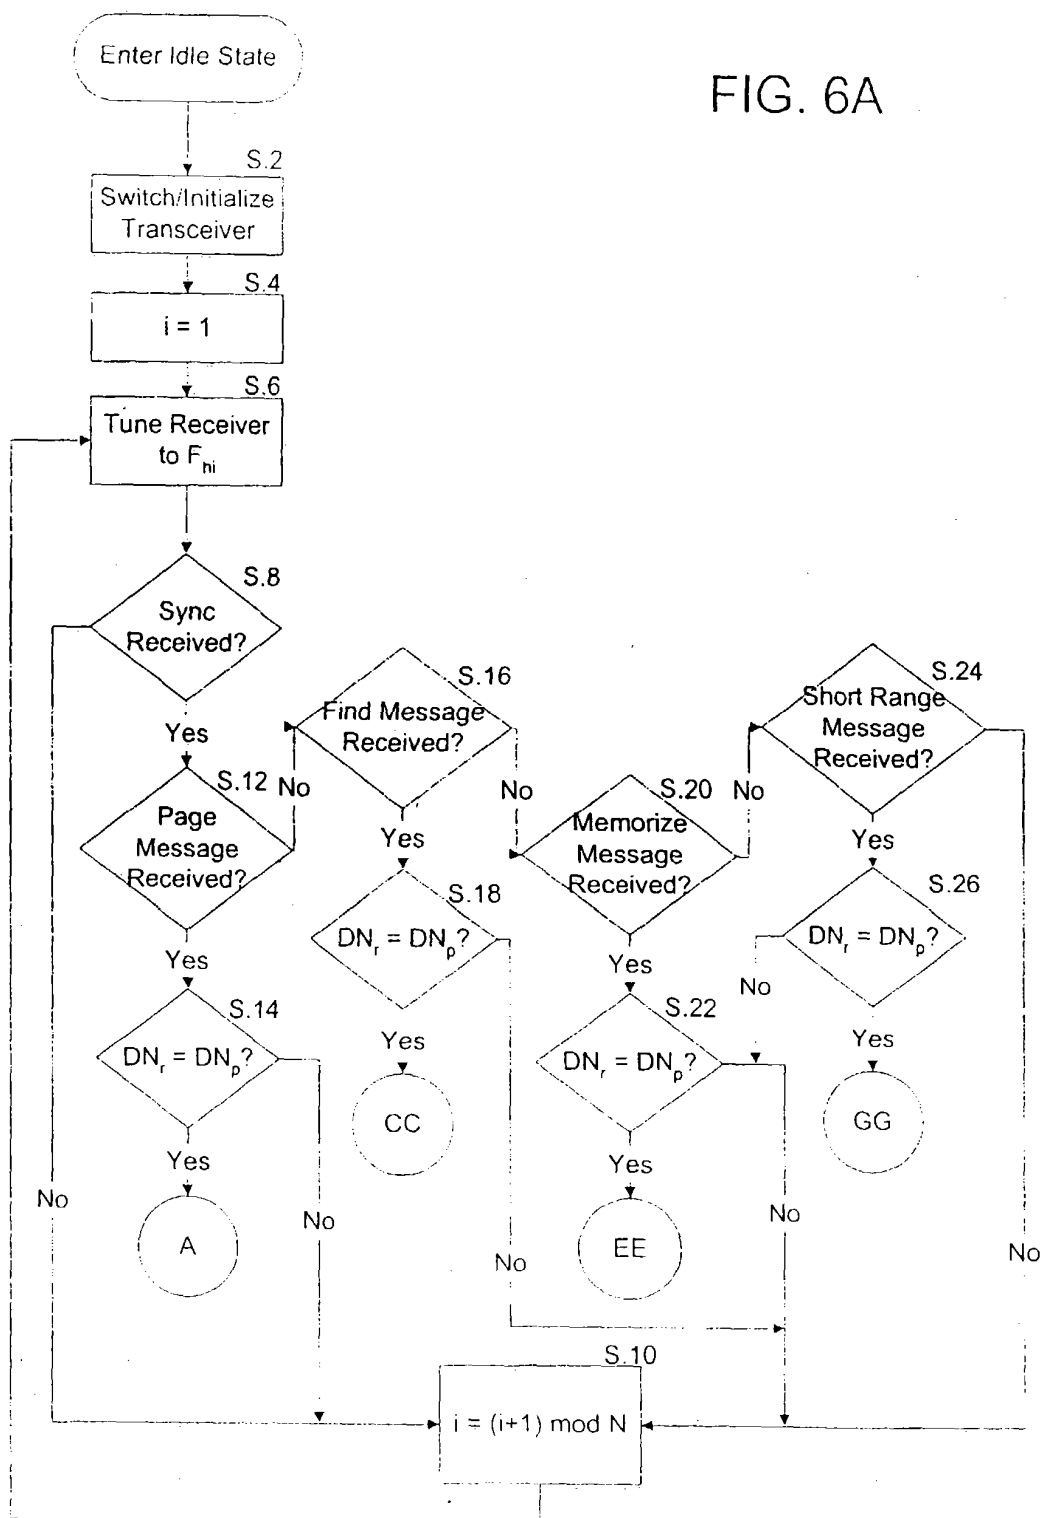 Enter Idle State
FIG. 6A
S.2
Switch/Initialize
Transceiver
S.4
i = 1
S.6
Tune Receiver
to Fhi
S.8
Sync
Received?
Yes
No
S.12
Page
Message
Received?
No
Yes
S.14
DNr = DNp?
Yes
No
A
S.16
Find Message
Received?
No
Yes
S.18
DNr = DNp?
Yes
No
CC
S.20
Memorize
Message
Received?
No
Yes
S.22
DNr = DNp?
Yes
No
EE
S.24
Short Range
Message
Received?
Yes
No
S.26
DNr = DNp?
No
Yes
GG
S.10
i = (i+1) mod N